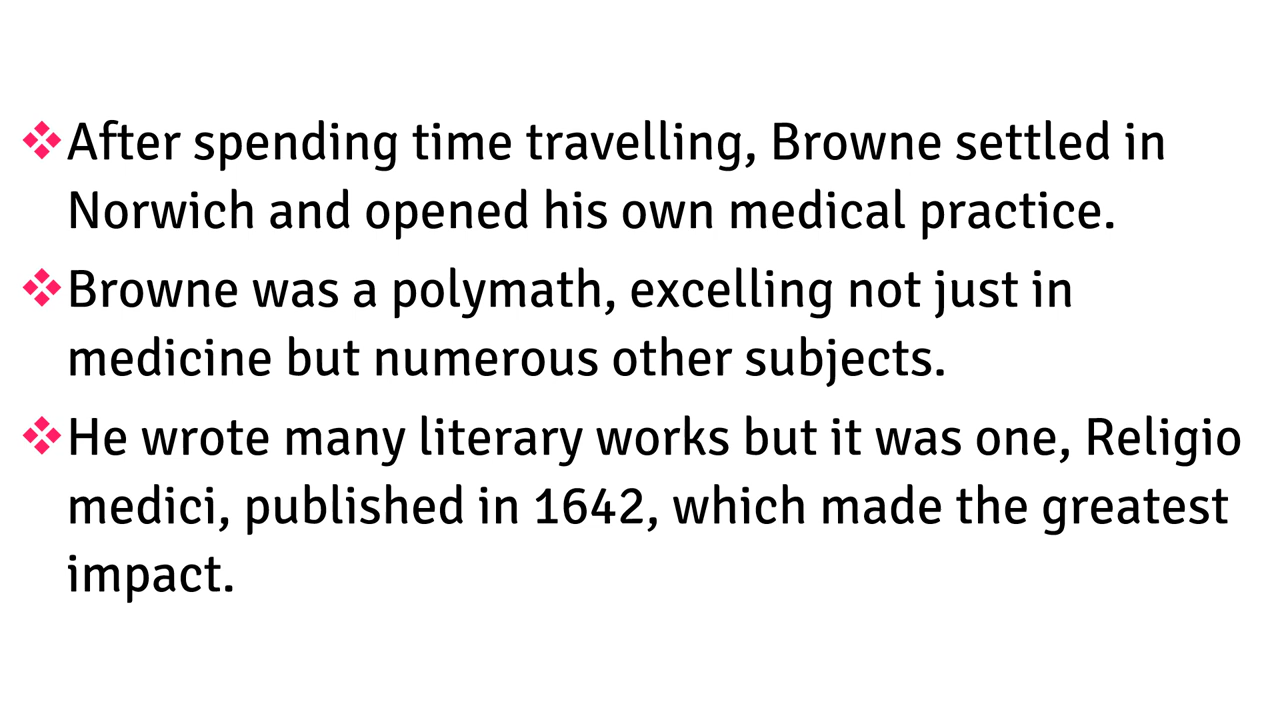 ❖After spending time travelling, Browne settled in
Norwich and opened his own medical practice.
❖Browne was a polymath, excelling not just in
medicine but numerous other subjects.
❖He wrote many literary works but it was one, Religio
medici, published in 1642, which made the greatest
impact.